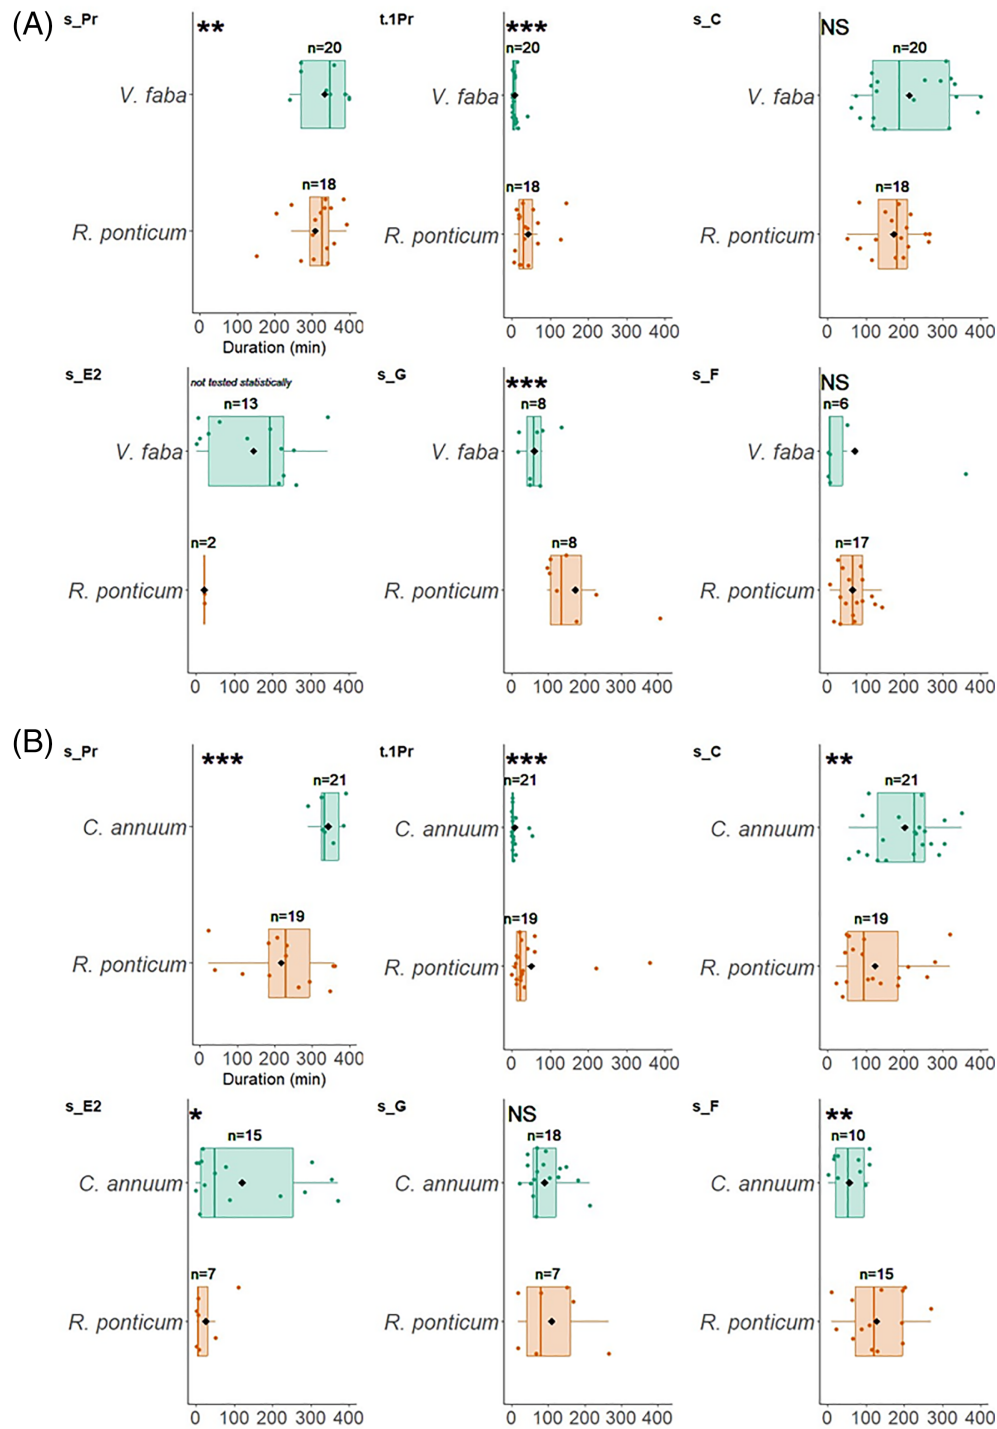 (A)
s_Pr
t.1Pr
s_C
**
***
NS
n=20
n=20
n=20
V. faba
V. faba
V. faba
n=18
n=18
n=18
R. ponticum
R. ponticum
R. ponticum
0 100 200 300 400
0 100 200 300 400
0 100 200 300 400
Duration (min)
s_E2
s_G
s_F
not tested statistically
***
NS
n=13
n=8
n=6
V. faba
V. faba
V. faba
n=2
n=8
n=17
R. ponticum
R. ponticum
R. ponticum
0 100 200 300 400
0 100 200 300 400
0 100 200 300 400
(B)
s_Pr
t.1Pr
s_C
***
***
**
n=21
n=21
n=21
C. annuum
C. annuum
C. annuum
n=19
n=19
n=19
R. ponticum
R. ponticum
R. ponticum
0 100 200 300 400
0 100 200 300 400
0 100 200 300 400
Duration (min)
s_E2
s_G
s_F
*
NS
**
n=15
n=18
n=10
C. annuum
C. annuum
C. annuum
n=7
n=7
n=15
R. ponticum
R. ponticum
R. ponticum
0 100 200 300 400
0 100 200 300 400
0 100 200 300 400